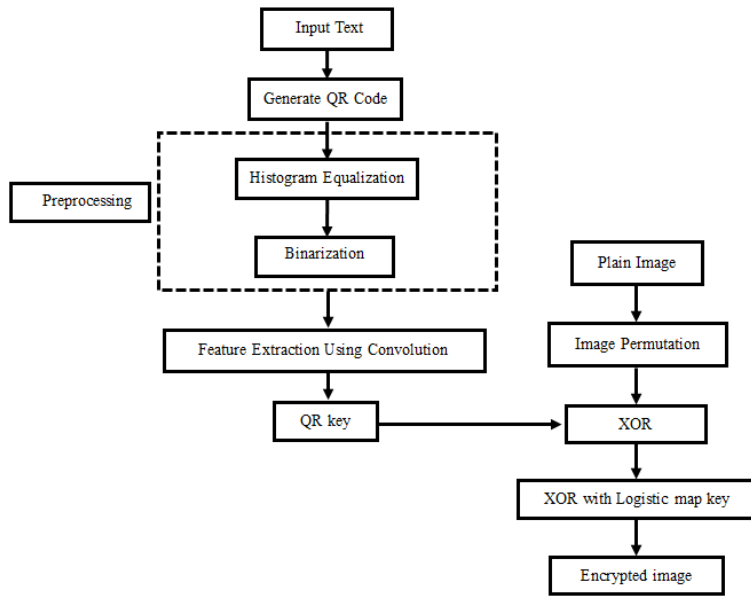 Input Text
Generate QR Code
Histogram Equalization
Preprocessing
Binarization
Feature Extraction Using Convolution
QR key
Plain Image
Image Permutation
XOR
XOR with Logistic map key
Encrypted image